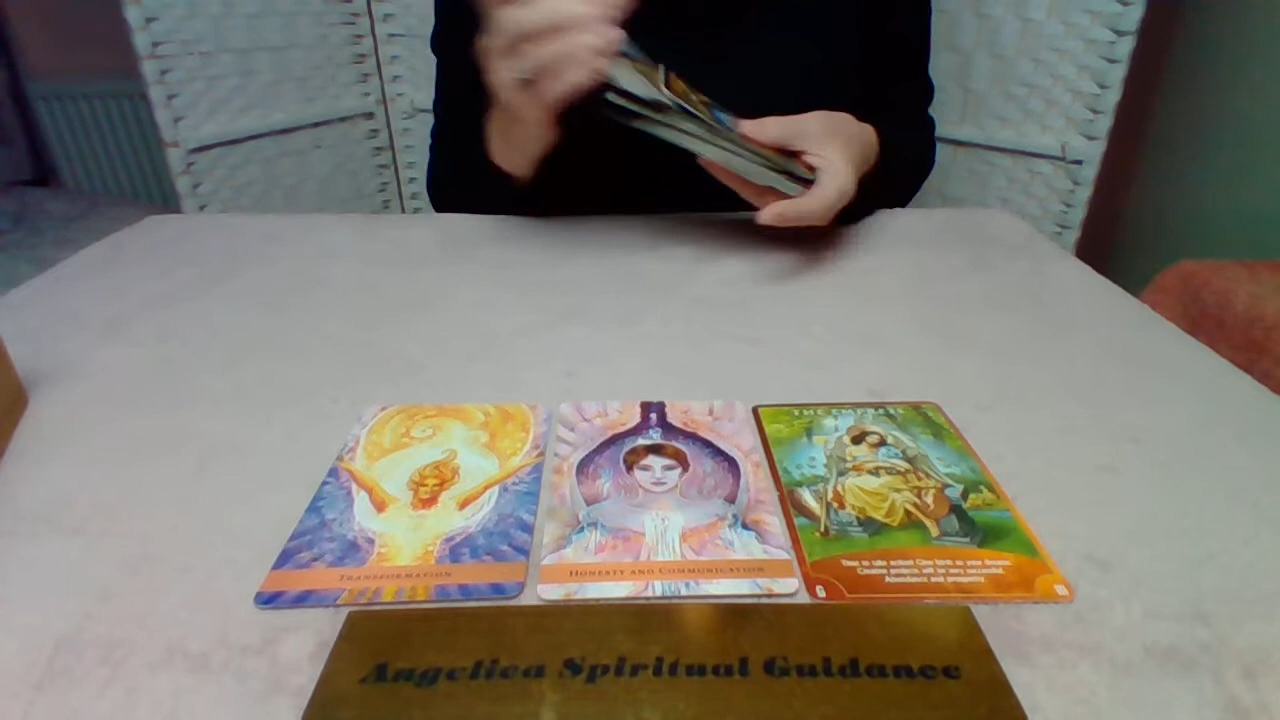 THE EMPRESS
TRANSFORMATION
HONESTY AND COMMUNICATION
Time to take action! Give birth to your dreams.
Creative projects will be very successful.
Abundance and prosperity.
Angelica Spiritual Guidance